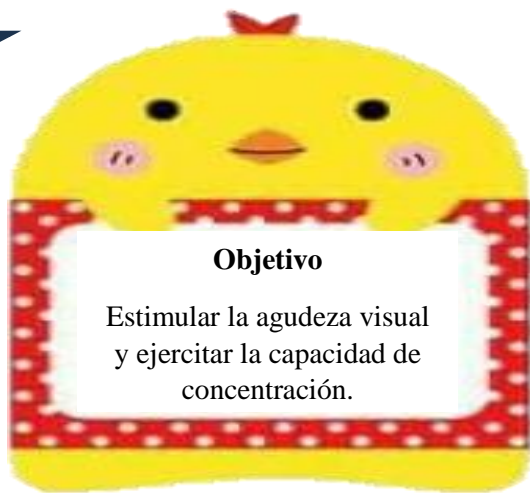 Objetivo
Estimular la agudeza visual
y ejercitar la capacidad de
concentración.